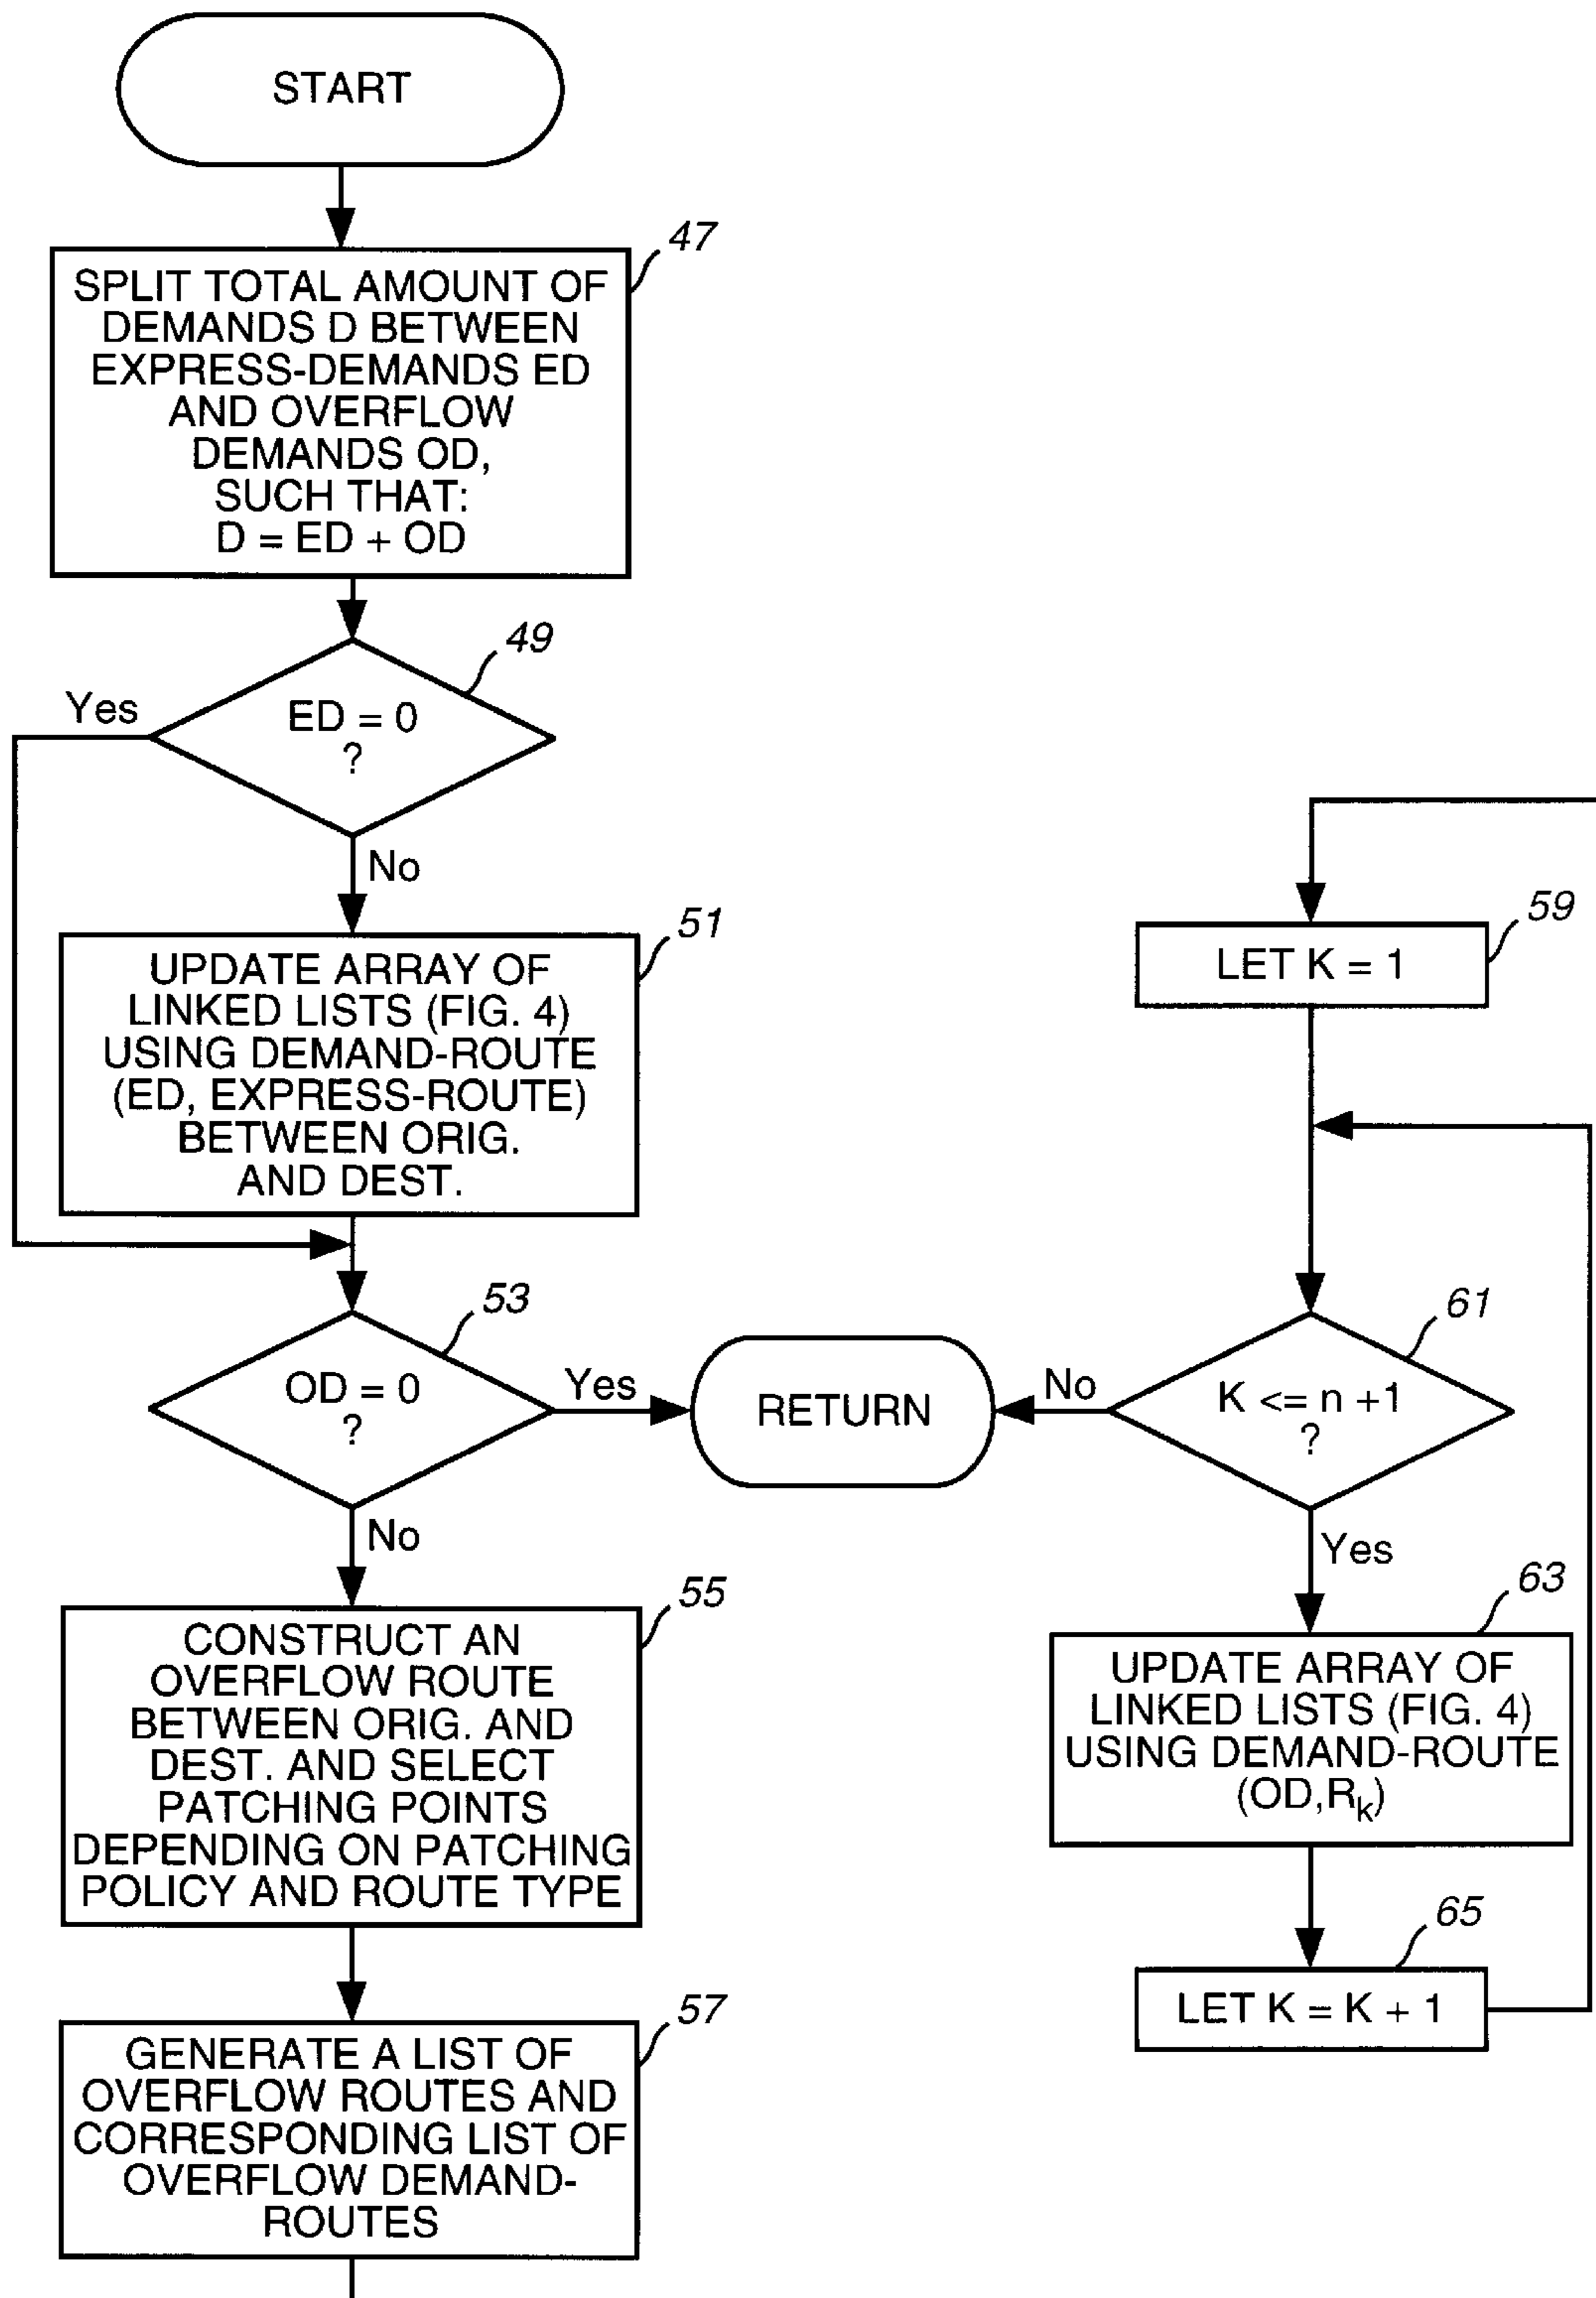 START
47
SPLIT TOTAL AMOUNT OF
DEMANDS D BETWEEN
EXPRESS-DEMANDS ED
AND OVERFLOW
DEMANDS OD,
SUCH THAT:
D = ED + OD
49
Yes
ED = 0
?
No
51
UPDATE ARRAY OF
LINKED LISTS (FIG. 4)
USING DEMAND-ROUTE
(ED, EXPRESS-ROUTE)
BETWEEN ORIG.
AND DEST.
53
OD = 0
?
Yes
RETURN
No
55
CONSTRUCT AN
OVERFLOW ROUTE
BETWEEN ORIG. AND
DEST. AND SELECT
PATCHING POINTS
DEPENDING ON PATCHING
POLICY AND ROUTE TYPE
57
GENERATE A LIST OF
OVERFLOW ROUTES AND
CORRESPONDING LIST OF
OVERFLOW DEMAND-
ROUTES
59
LET K = 1
61
K <= n +1
?
No
Yes
63
UPDATE ARRAY OF
LINKED LISTS (FIG. 4)
USING DEMAND-ROUTE
(OD,Rk)
65
LET K = K + 1